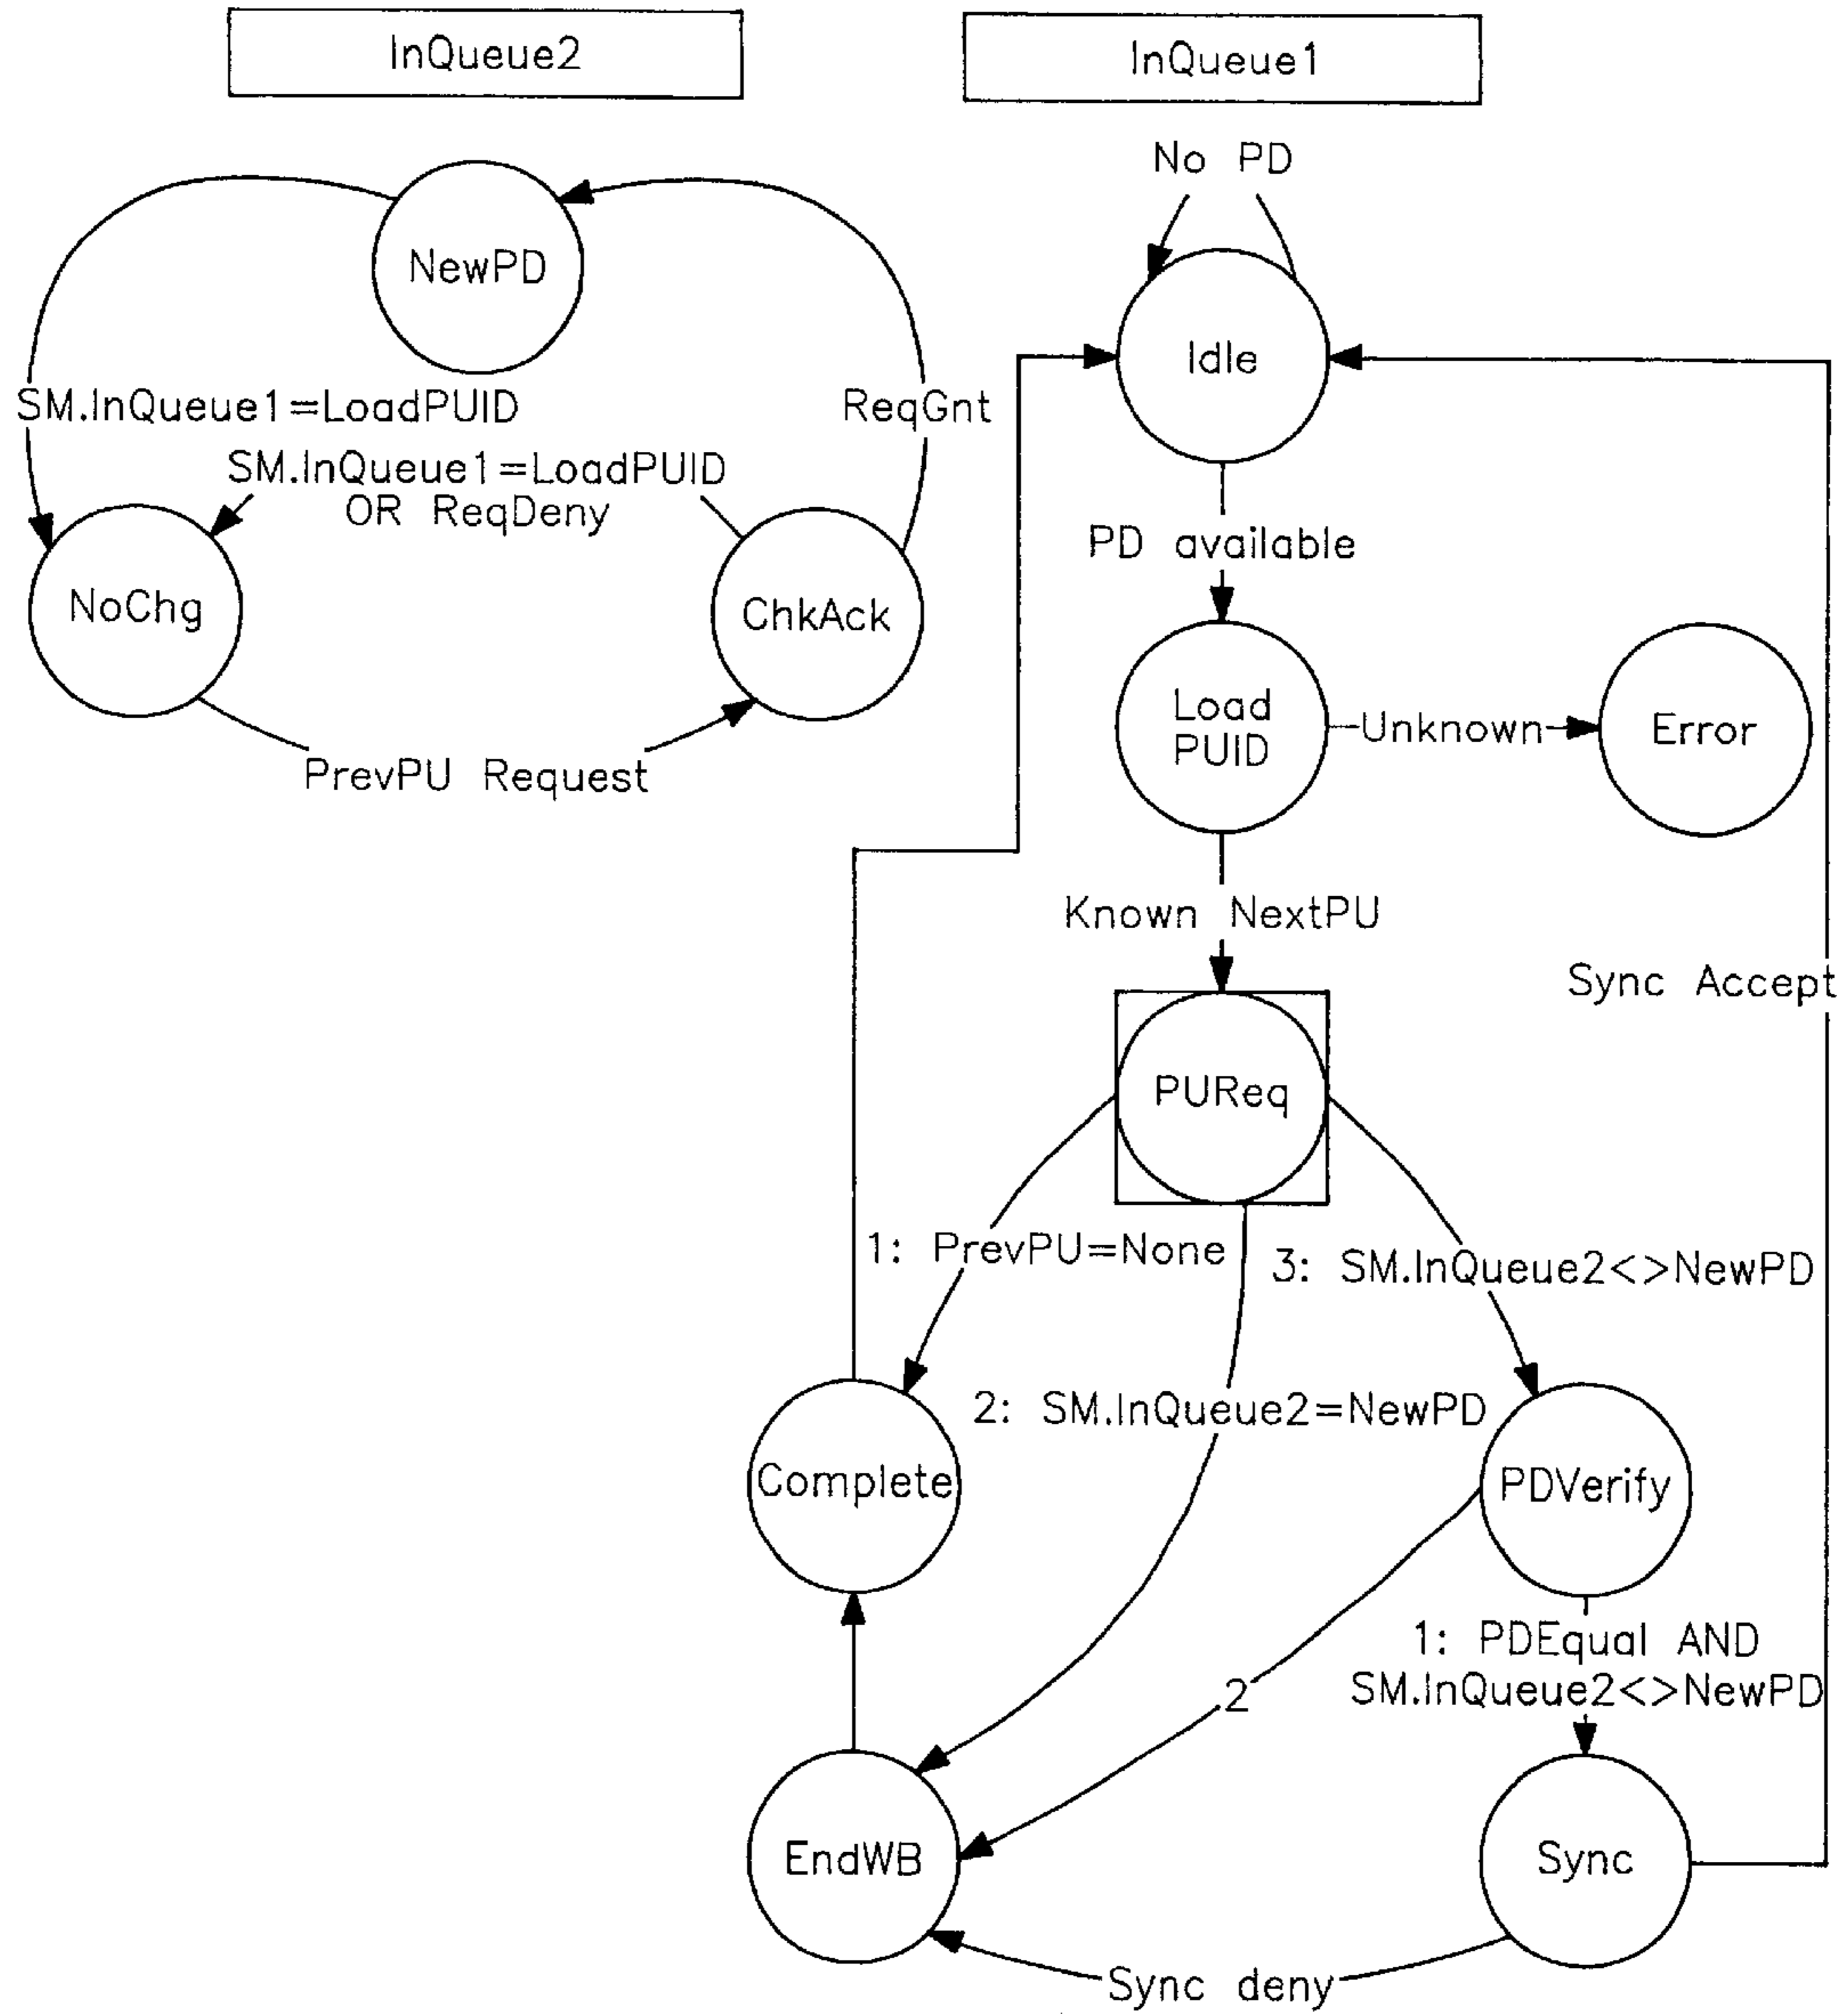 InQueue2
InQueue1
No PD
NewPD
Idle
SM.InQueue1=LoadPUID
ReqGnt
SM.InQueue1=LoadPUID
OR ReqDeny
PD available
NoChg
ChkAck
Load
PUID
Unknown
Error
PrevPU Request
Known NextPU
Sync Accept
PUReq
1: PrevPU=None
3: SM.InQueue2<>NewPD
2: SM.InQueue2=NewPD
Complete
PDVerify
1: PDEqual AND
SM.InQueue2<>NewPD
2
EndWB
Sync
Sync deny